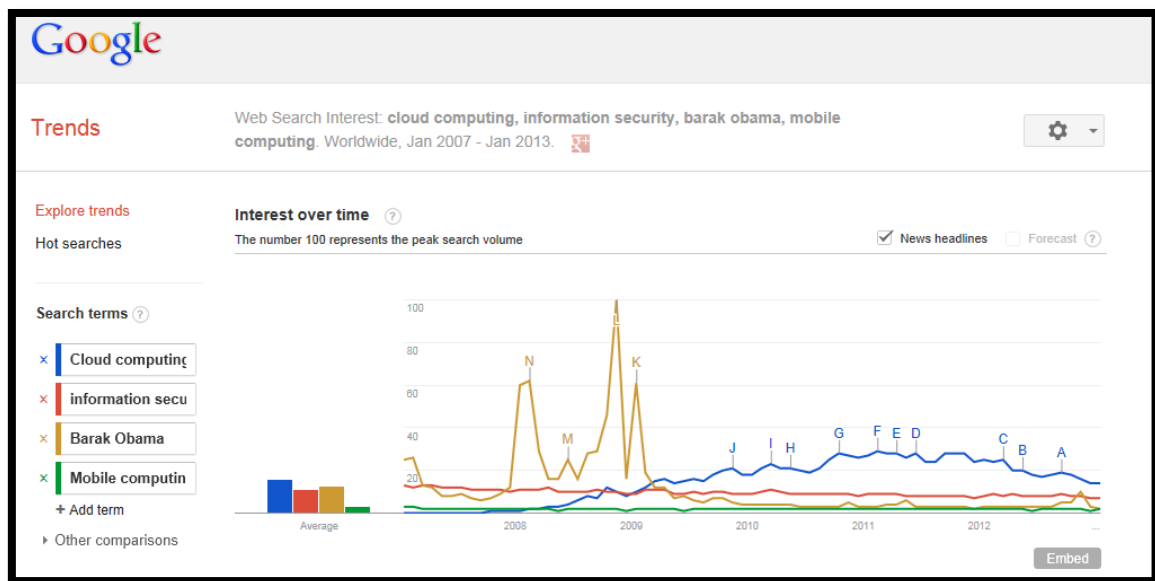 Google
Trends
Web Search Interest: cloud computing, information security, barak obama, mobile
computing. Worldwide, Jan 2007 - Jan 2013. g+
Explore trends
Hot searches
Interest over time ?
The number 100 represents the peak search volume
News headlines Forecast ?
Search terms ?
× Cloud computing
× information secu
× Barak Obama
× Mobile computin
+ Add term
Other comparisons
100
80
60
40
20
N
M
L
K
J
I
H
G
F
E
D
C
B
A
Average
2008 2009 2010 2011 2012 ...
Embed